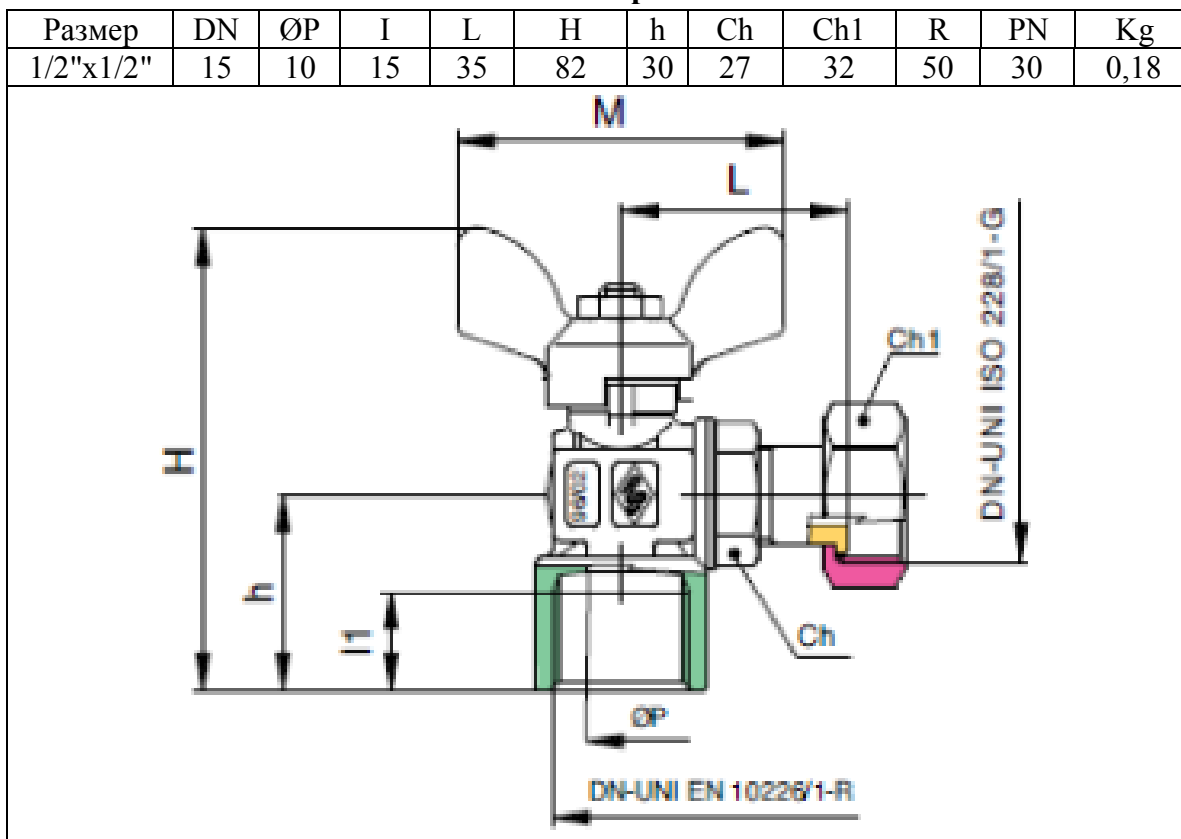 Размер DN ØP I L H h Ch Ch1 R PN Kg
1/2"x1/2" 15 10 15 35 82 30 27 32 50 30 0,18
M
L
DN-UNI ISO 228/1-G
Ch1
H
h
I1
Ch
ØP
DN-UNI EN 10226/1-R